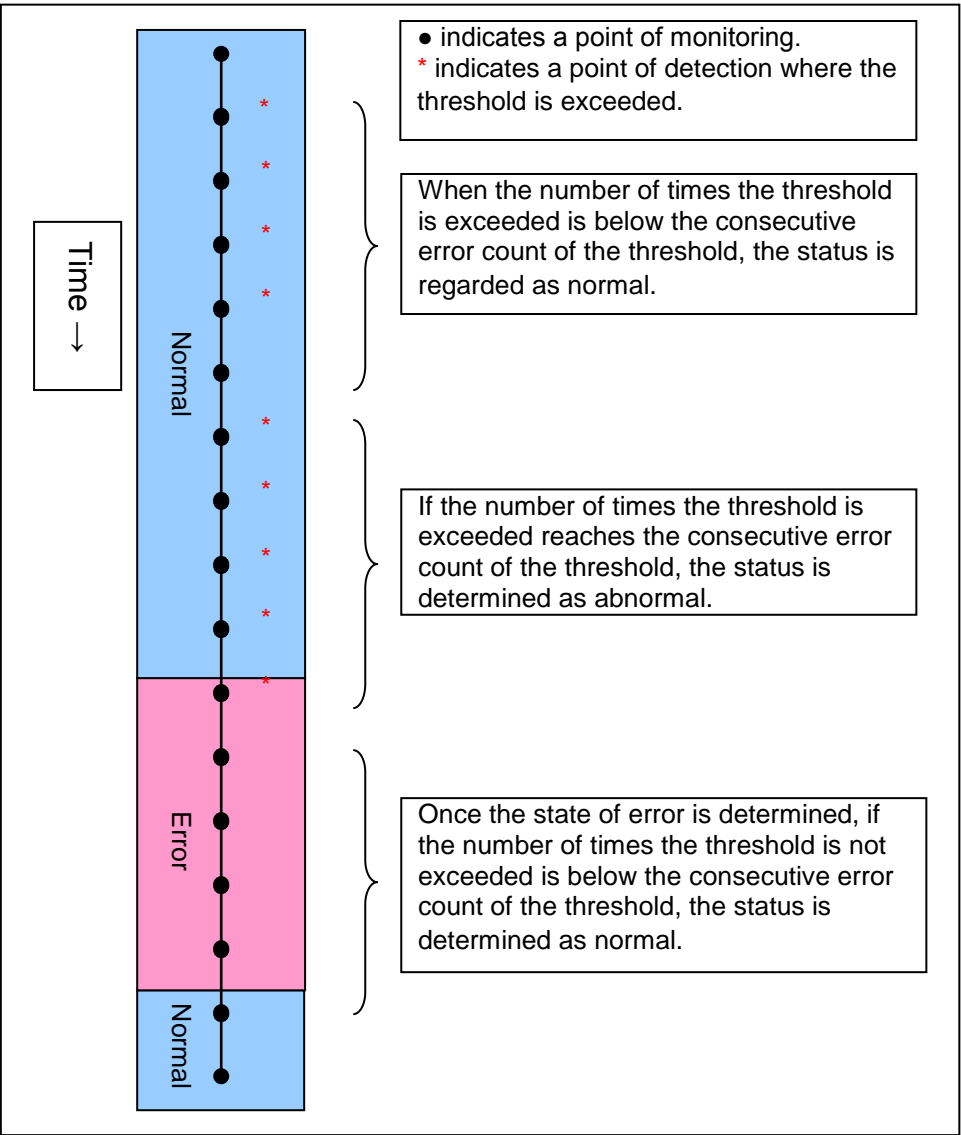 ● indicates a point of monitoring.
* indicates a point of detection where the
threshold is exceeded.
*
*
When the number of times the threshold
is exceeded is below the consecutive
error count of the threshold, the status is
regarded as normal.
*
*
Time →
Normal
*
*
If the number of times the threshold is
exceeded reaches the consecutive error
count of the threshold, the status is
determined as abnormal.
*
*
*
Error
Once the state of error is determined, if
the number of times the threshold is not
exceeded is below the consecutive error
count of the threshold, the status is
determined as normal.
Normal